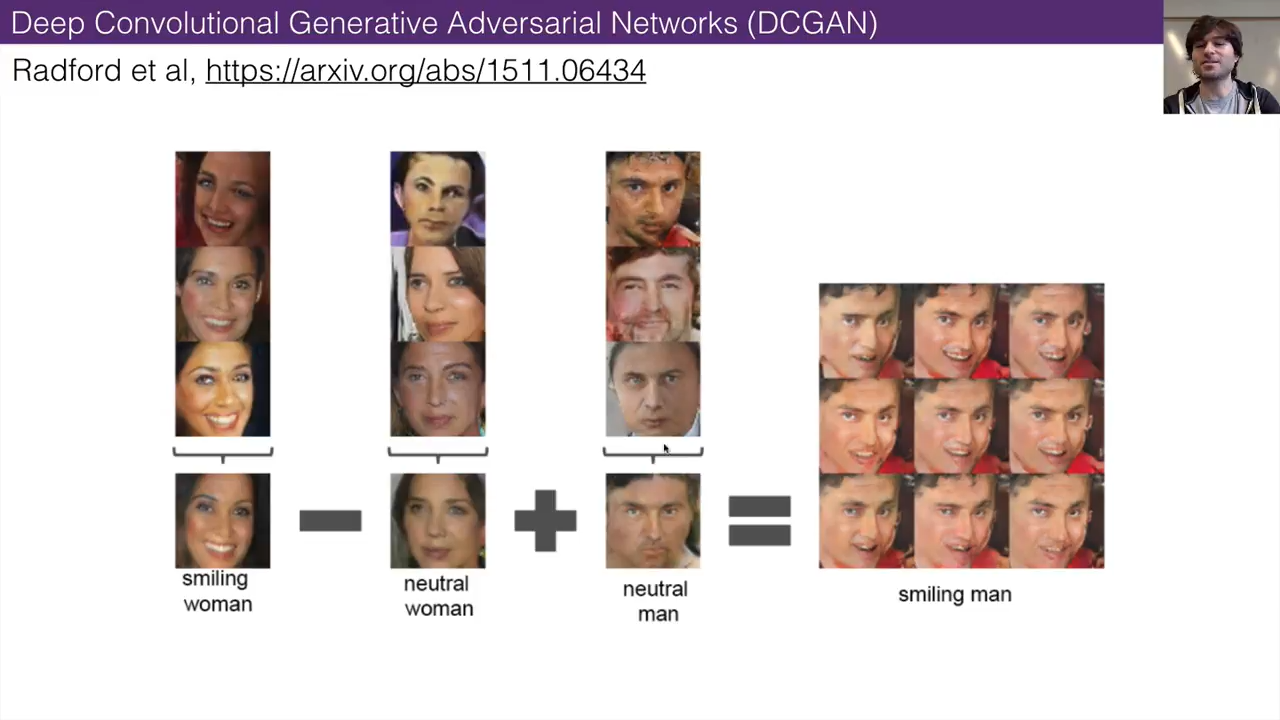 Deep Convolutional Generative Adversarial Networks (DCGAN)
Radford et al, https://arxiv.org/abs/1511.06434
smiling
woman
neutral
woman
neutral
man
smiling man